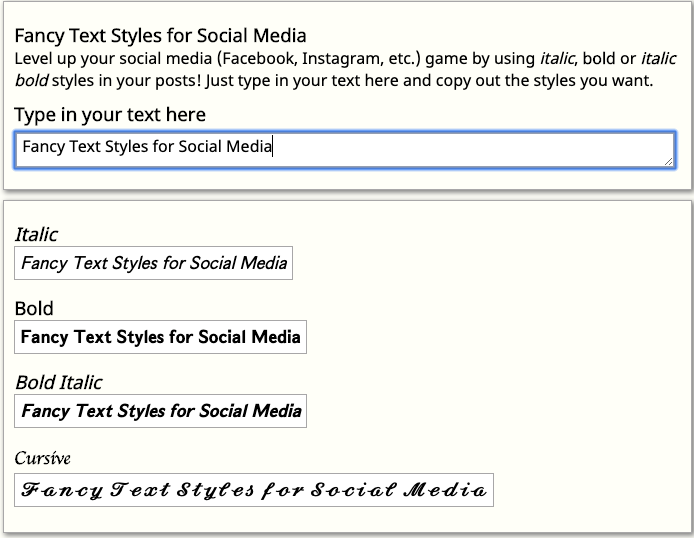 Fancy Text Styles for Social Media
Level up your social media (Facebook, Instagram, etc.) game by using italic, bold or italic
bold styles in your posts! Just type in your text here and copy out the styles you want.
Type in your text here
Fancy Text Styles for Social Media
Italic
Fancy Text Styles for Social Media
Bold
Fancy Text Styles for Social Media
Bold Italic
Fancy Text Styles for Social Media
Cursive
Fancy Text Styles for Social Media